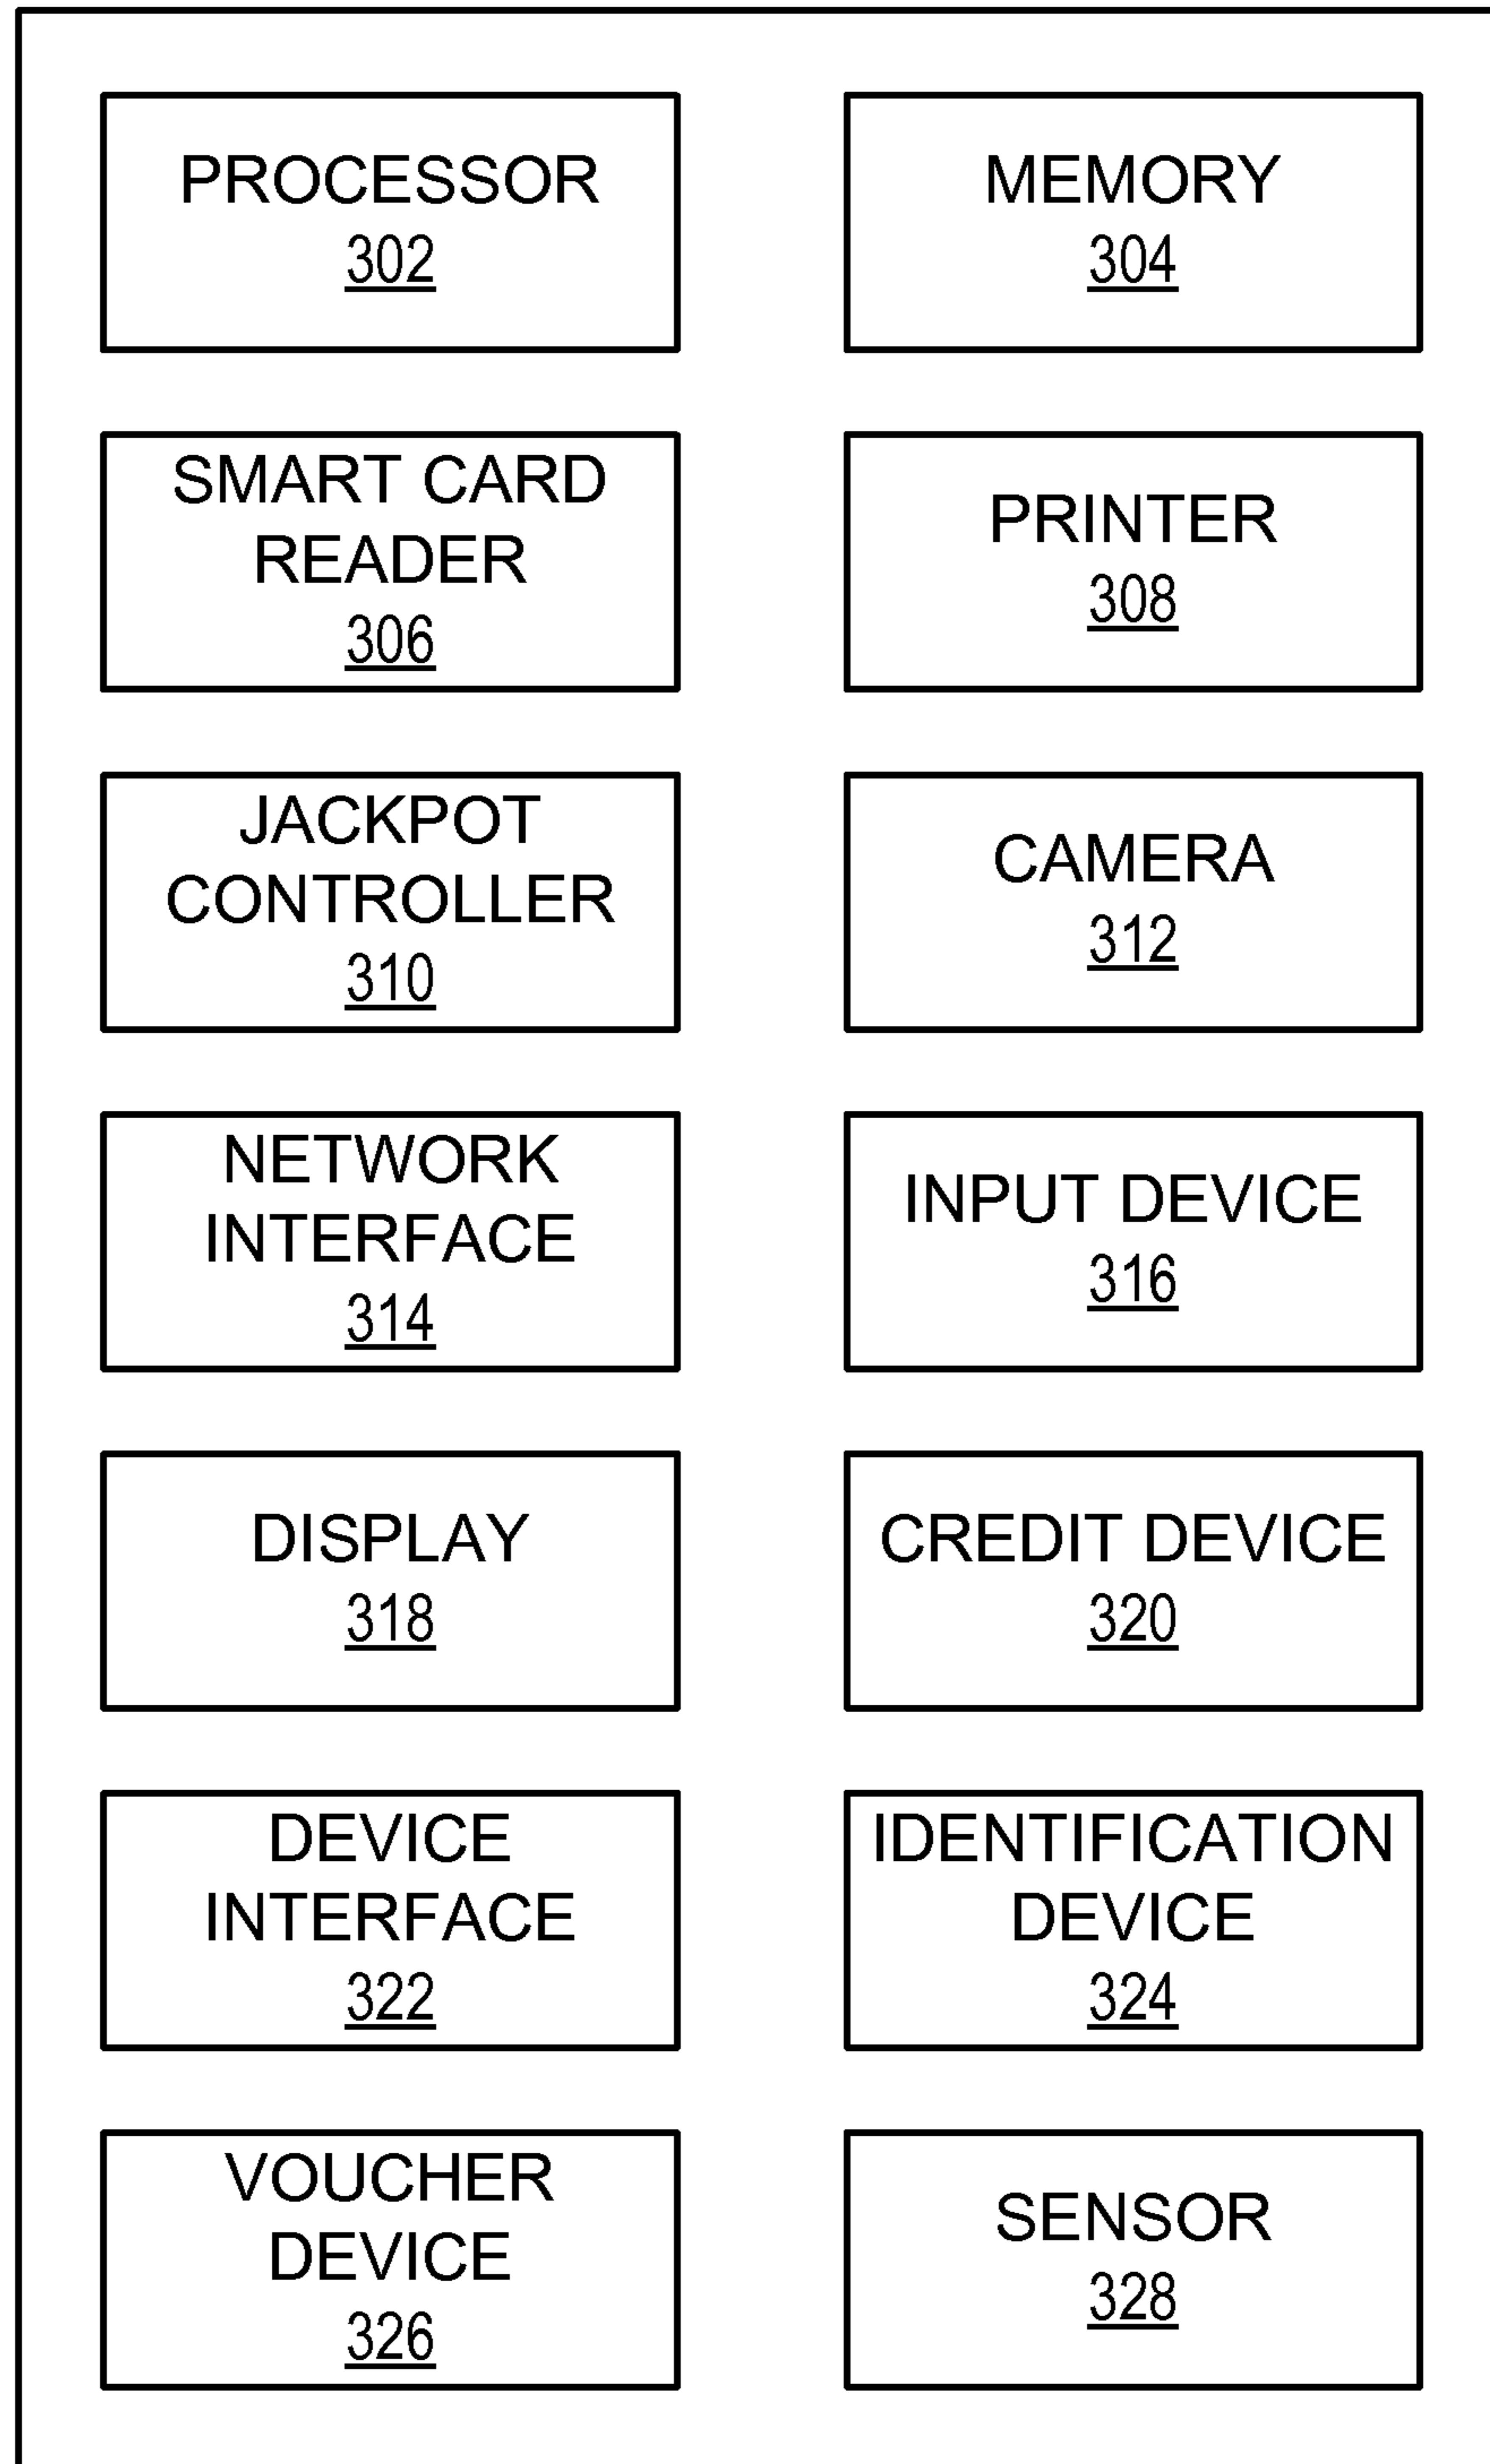 PROCESSOR
302
MEMORY
304
SMART CARD
READER
306
PRINTER
308
JACKPOT
CONTROLLER
310
CAMERA
312
NETWORK
INTERFACE
314
INPUT DEVICE
316
DISPLAY
318
CREDIT DEVICE
320
DEVICE
INTERFACE
322
IDENTIFICATION
DEVICE
324
VOUCHER
DEVICE
326
SENSOR
328